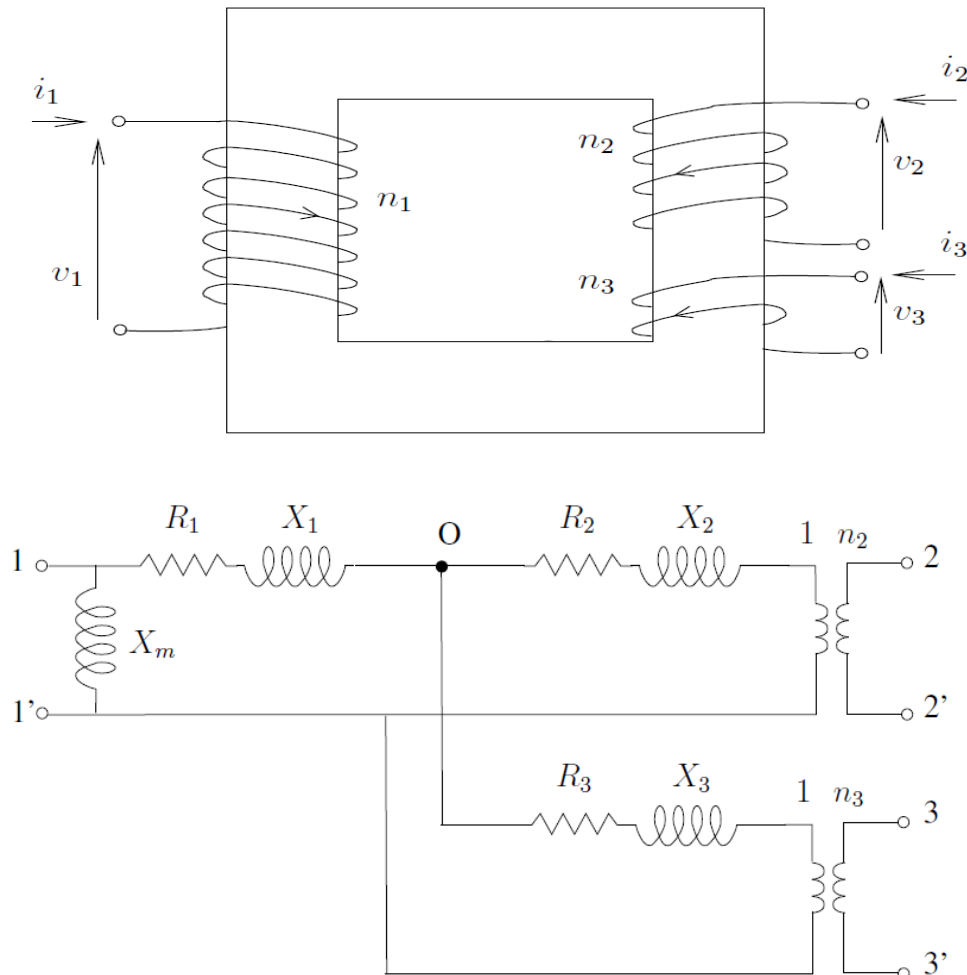 i₁ i₂
n₂ v₂
n₁
i₃
v₁ n₃ v₃
R₁ X₁ O R₂ X₂ 1 n₂
1 2
Xₘ
1' 2'
R₃ X₃ 1 n₃
3
3'